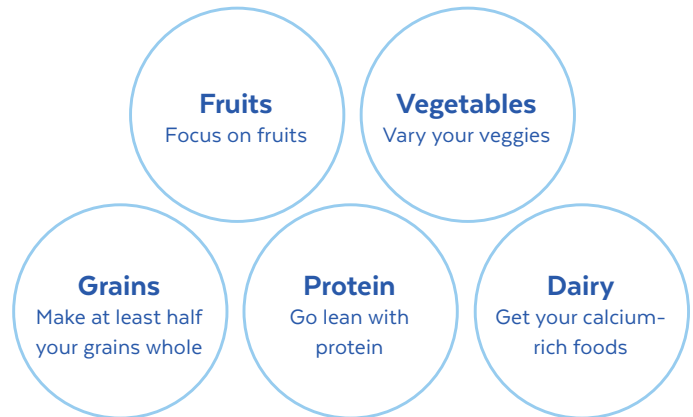 Fruits
Focus on fruits
Vegetables
Vary your veggies
Grains
Make at least half
your grains whole
Protein
Go lean with
protein
Dairy
Get your calcium-
rich foods